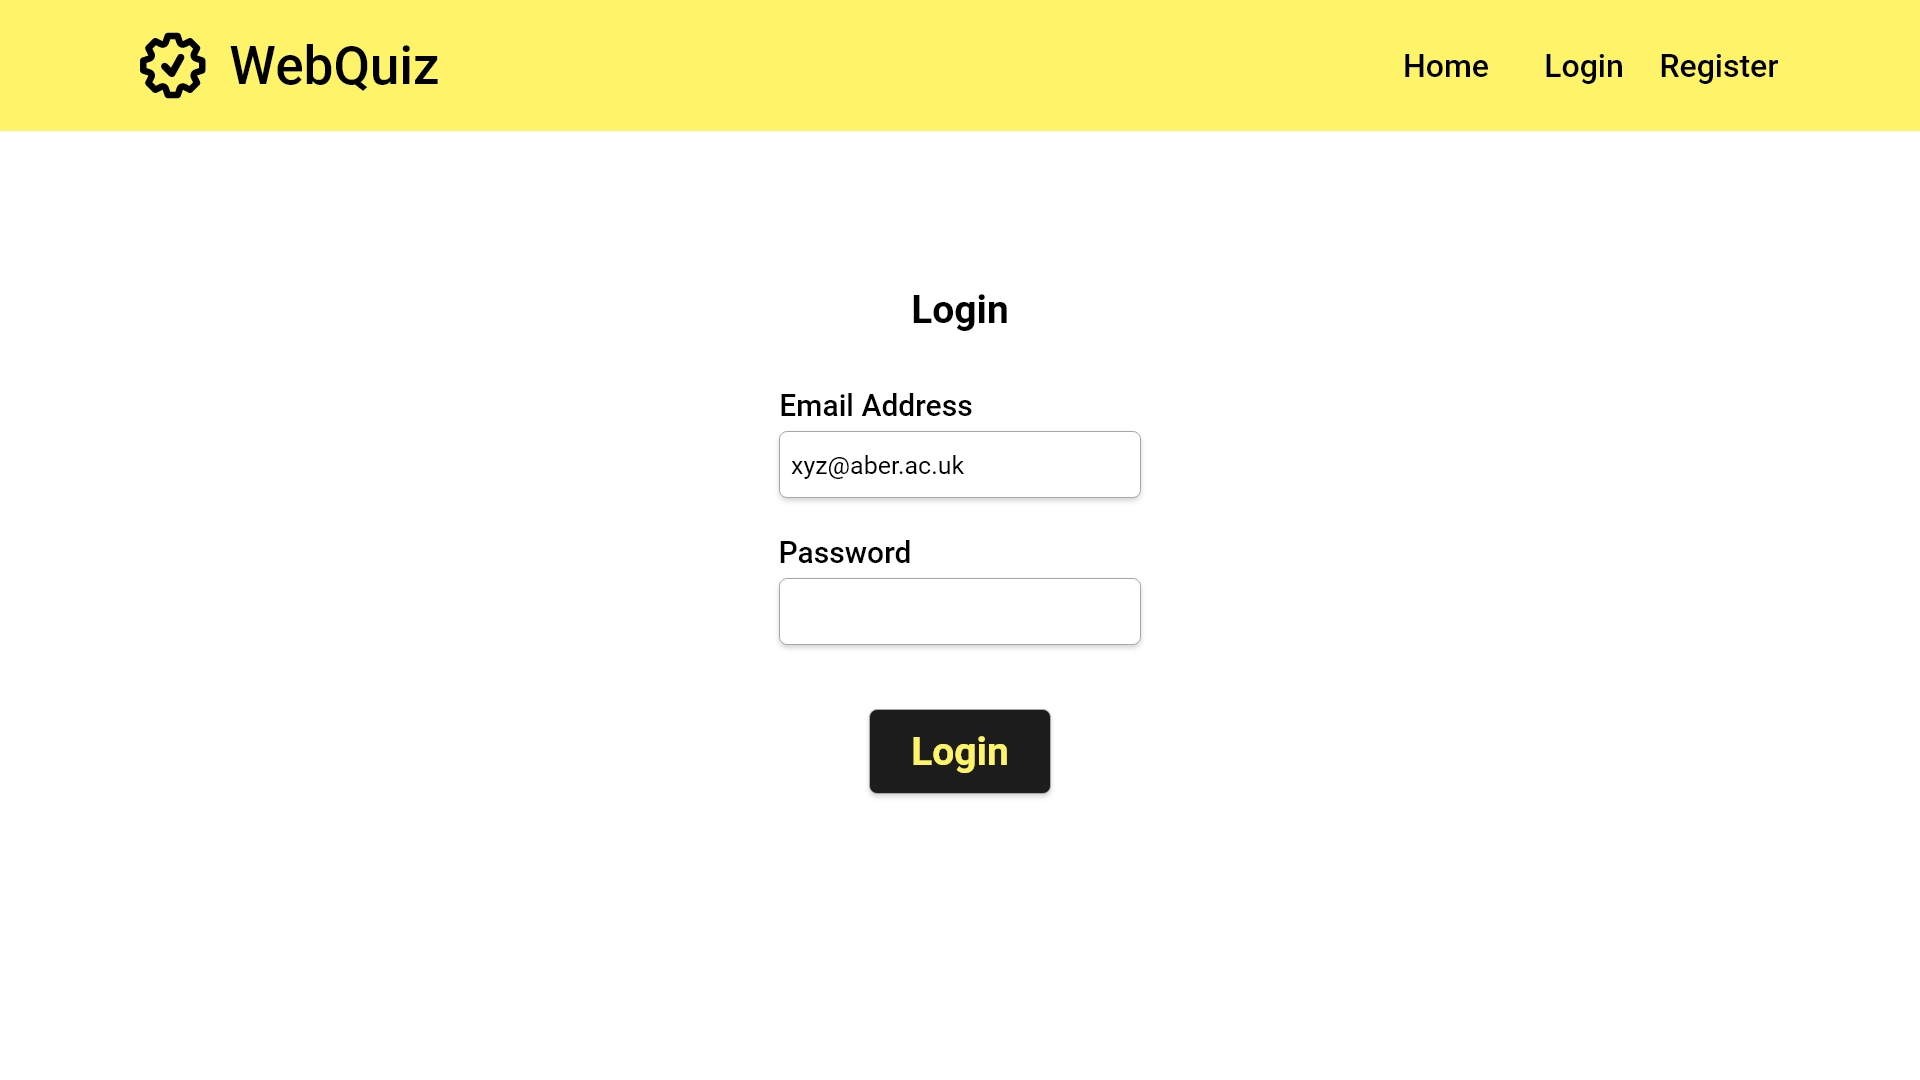 WebQuiz
Home Login Register
Login
Email Address
xyz@aber.ac.uk
Password
Login